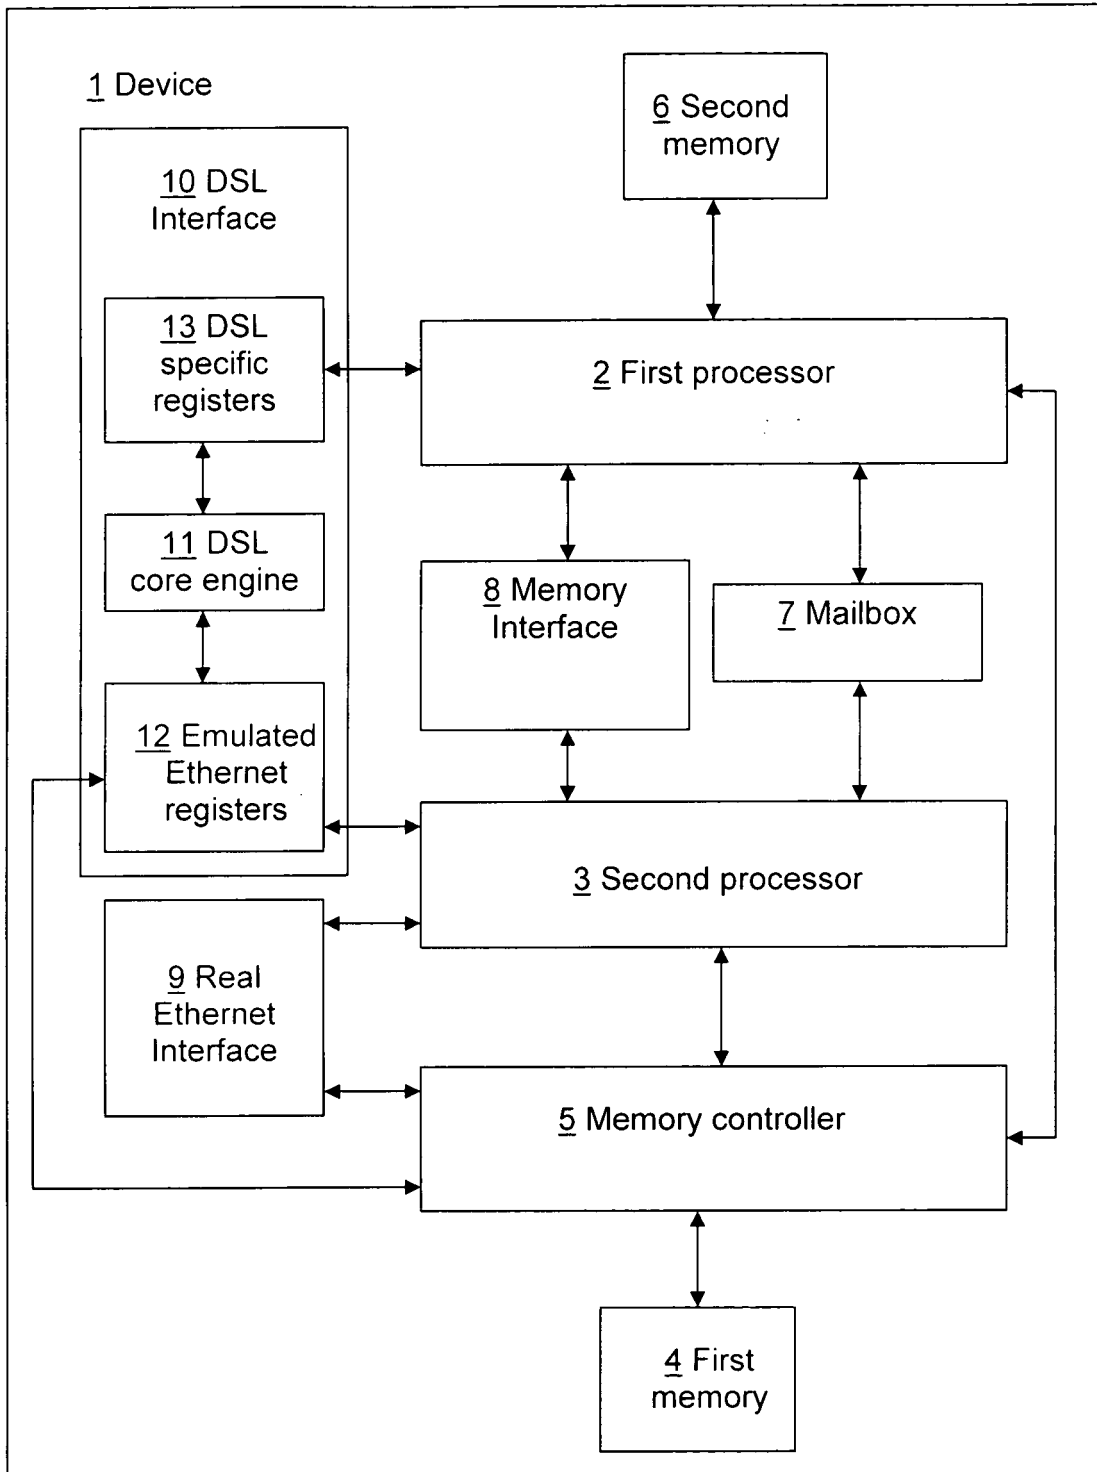 1 Device
6 Second
memory
10 DSL
Interface
13 DSL
specific
registers
2 First processor
11 DSL
core engine
8 Memory
Interface
7 Mailbox
12 Emulated
Ethernet
registers
3 Second processor
9 Real
Ethernet
Interface
5 Memory controller
4 First
memory